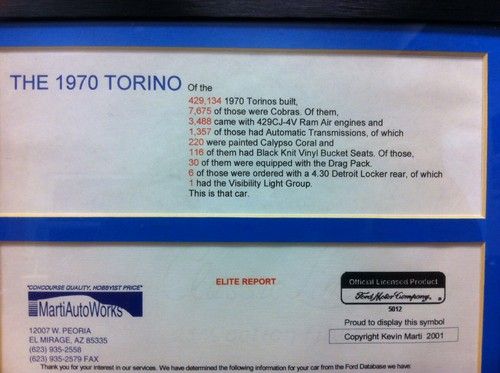 THE 1970 TORINO Of the
429,134 1970 Torinos built,
7,675 of those were Cobras. Of them,
3,488 came with 429CJ-4V Ram Air engines and
1,357 of those had Automatic Transmissions, of which
220 were painted Calypso Coral and
116 of them had Black Knit Vinyl Bucket Seats. Of those,
30 of them were equipped with the Drag Pack.
6 of those were ordered with a 4.30 Detroit Locker rear, of which
1 had the Visibility Light Group.
This is that car.
ELITE REPORT
"CONCOURSE QUALITY, HOBBYIST PRICE"
MartiAutoWorks
12007 W. PEORIA
EL MIRAGE, AZ 85335
(623) 935-2558
(623) 935-2579 FAX
Official Licensed Product
Ford Motor Company
®
5012
Proud to display this symbol
Copyright Kevin Marti 2001
Thank you for your interest in our services. We have determined the following information for your car from the Ford Database we have: